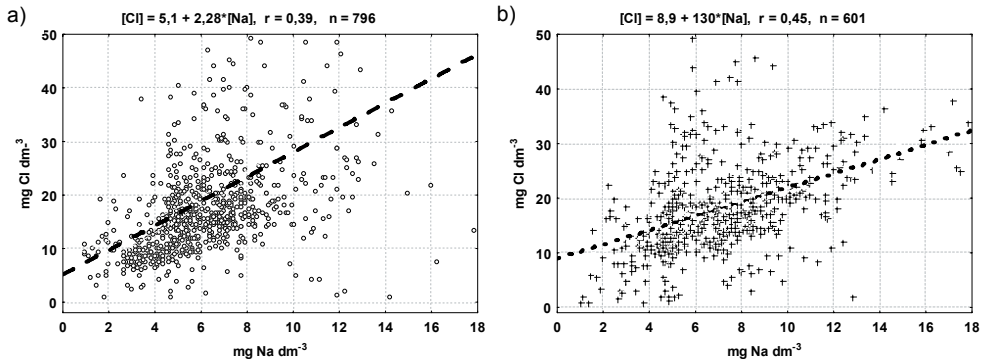 a)
[Cl] = 5,1 + 2,28*[Na], r = 0,39, n = 796
50
40
30
20
10
0
mg Cl dm-³
0 2 4 6 8 10 12 14 16 18
mg Na dm-³
b)
[Cl] = 8,9 + 130*[Na], r = 0,45, n = 601
50
40
30
20
10
0
mg Cl dm-³
0 2 4 6 8 10 12 14 16 18
mg Na dm-³